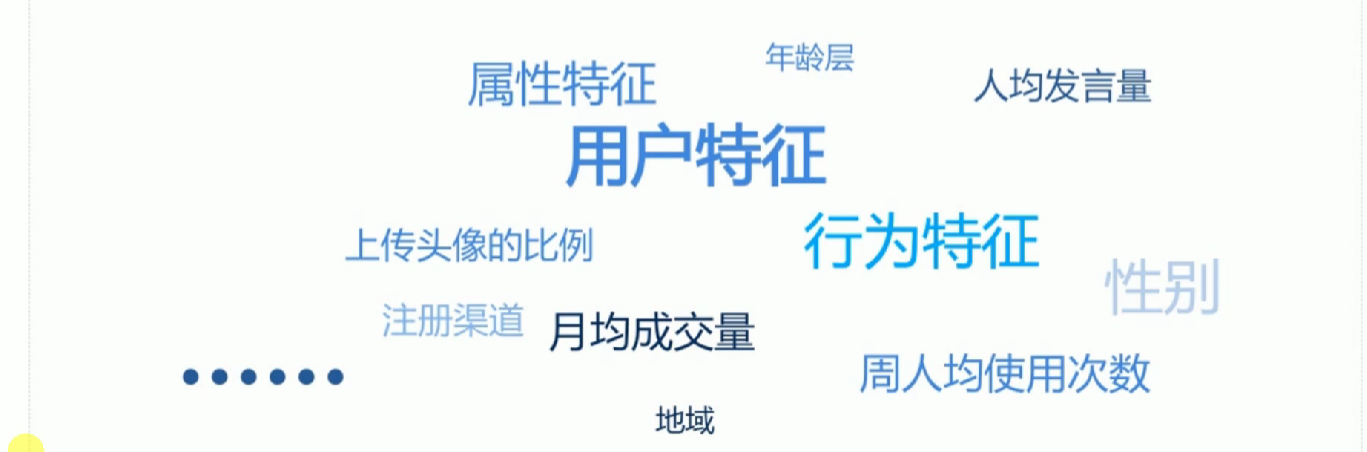 年龄层
属性特征
人均发言量
用户特征
上传头像的比例
行为特征
性别
注册渠道
月均成交量
周人均使用次数
••••••
地域